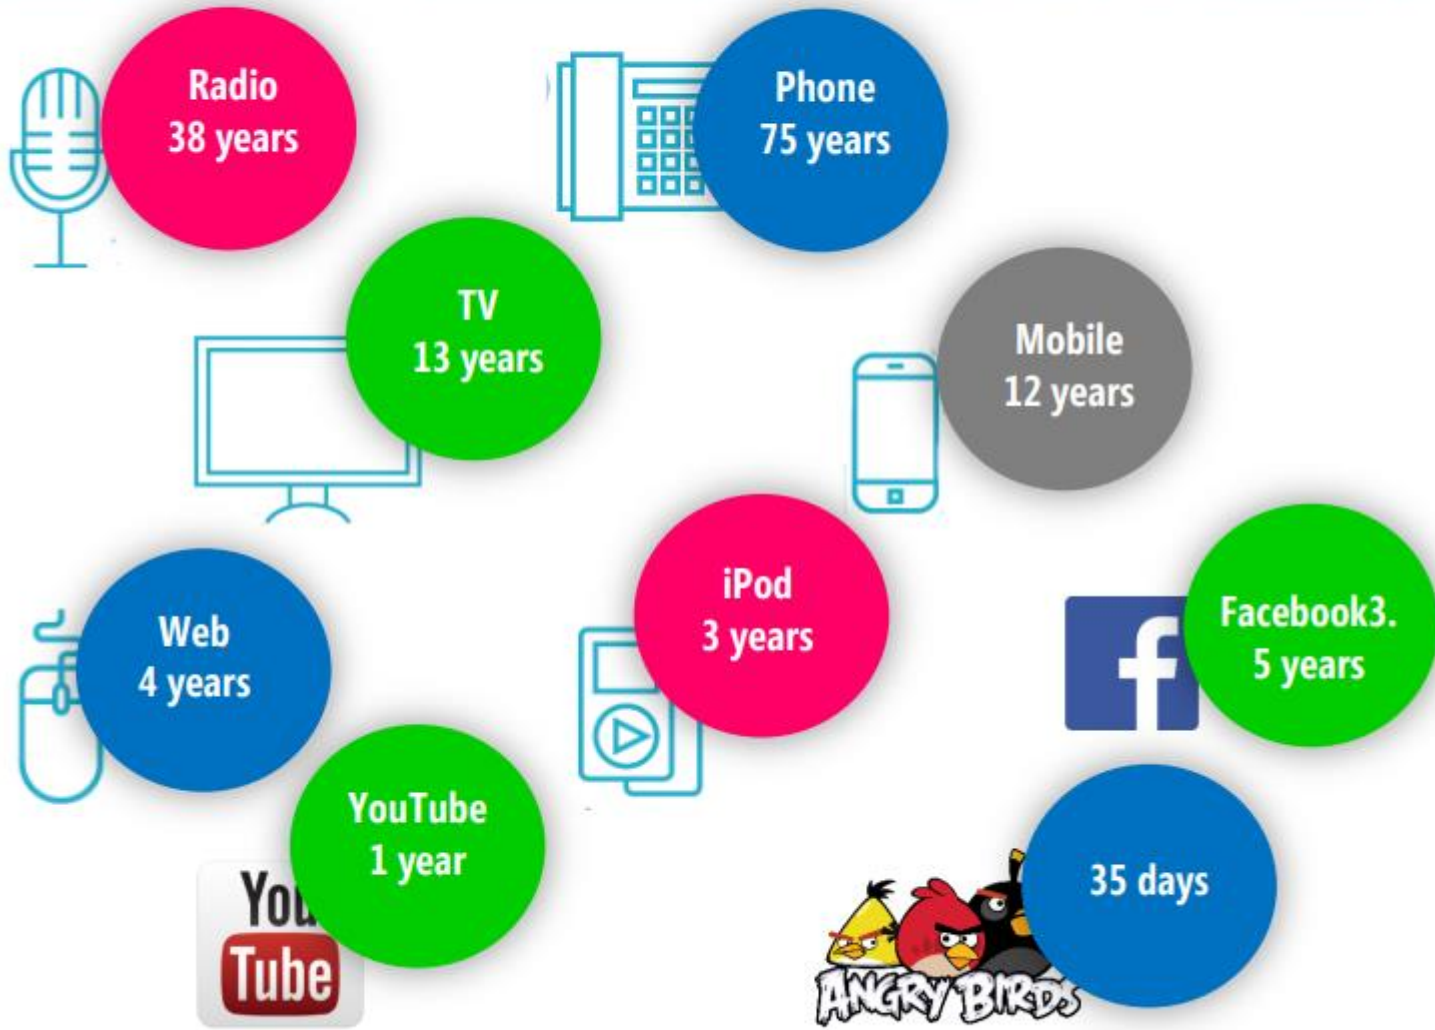 Radio
38 years
Phone
75 years
TV
13 years
Mobile
12 years
iPod
3 years
Facebook3.
5 years
Web
4 years
YouTube
1 year
You
Tube
35 days
ANGRY BIRDS